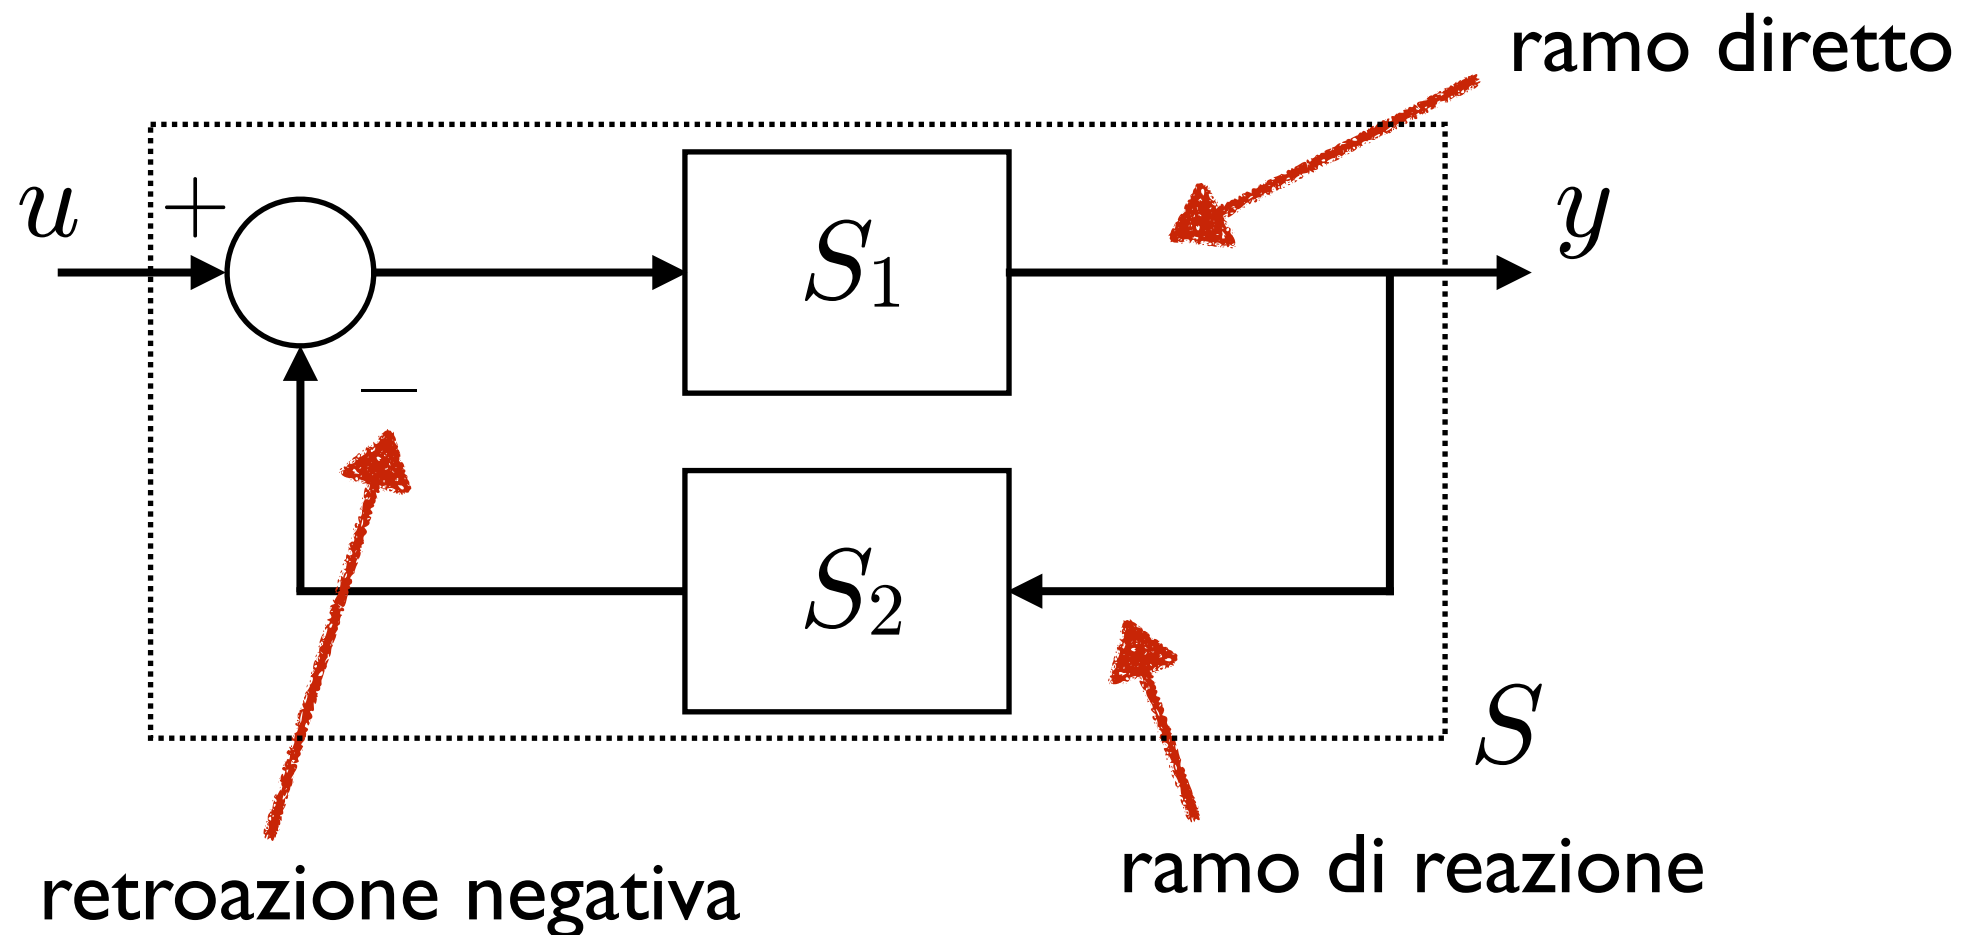 ramo diretto
u + S₁ y
−
S₂
S
ramo di reazione
retroazione negativa